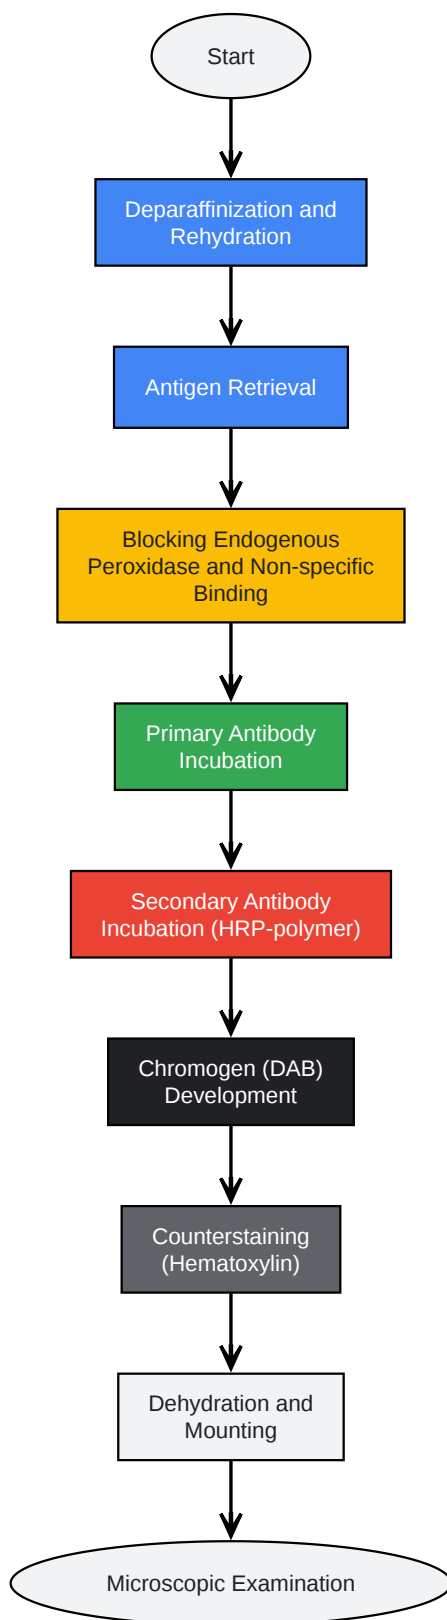 Start
Deparaffinization and
Rehydration
Antigen Retrieval
Blocking Endogenous
Peroxidase and Non-specific
Binding
Primary Antibody
Incubation
Secondary Antibody
Incubation (HRP-polymer)
Chromogen (DAB)
Development
Counterstaining
(Hematoxylin)
Dehydration and
Mounting
Microscopic Examination